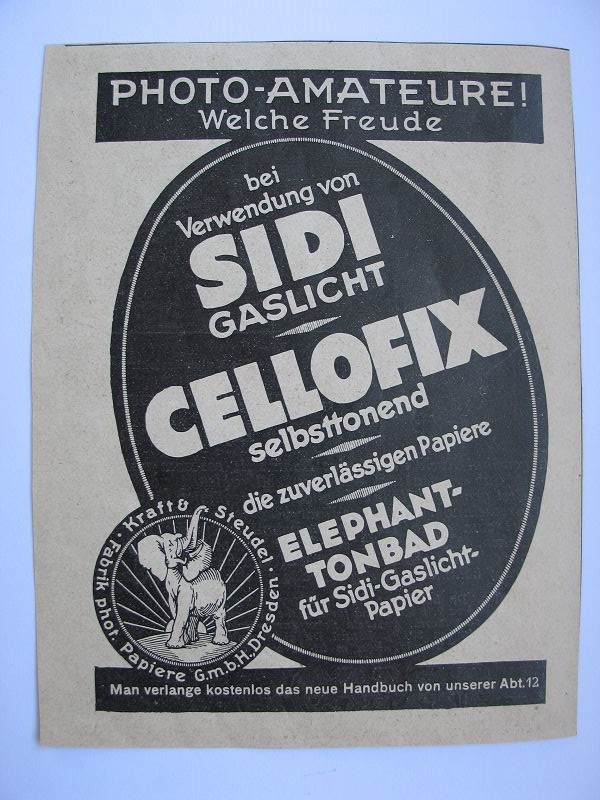 PHOTO-AMATEURE!
Welche Freude
bei
Verwendung von
SIDI
GASLICHT
CELLOFIX
selbsttonend
die zuverlässigen Papiere
ELEPHANT-
TONBAD
für Sidi-Gaslicht-
Papier
Kraft & Steudel · Fabrik phot. Papiere G.m.b.H., Dresden ·
Man verlange kostenlos das neue Handbuch von unserer Abt.12